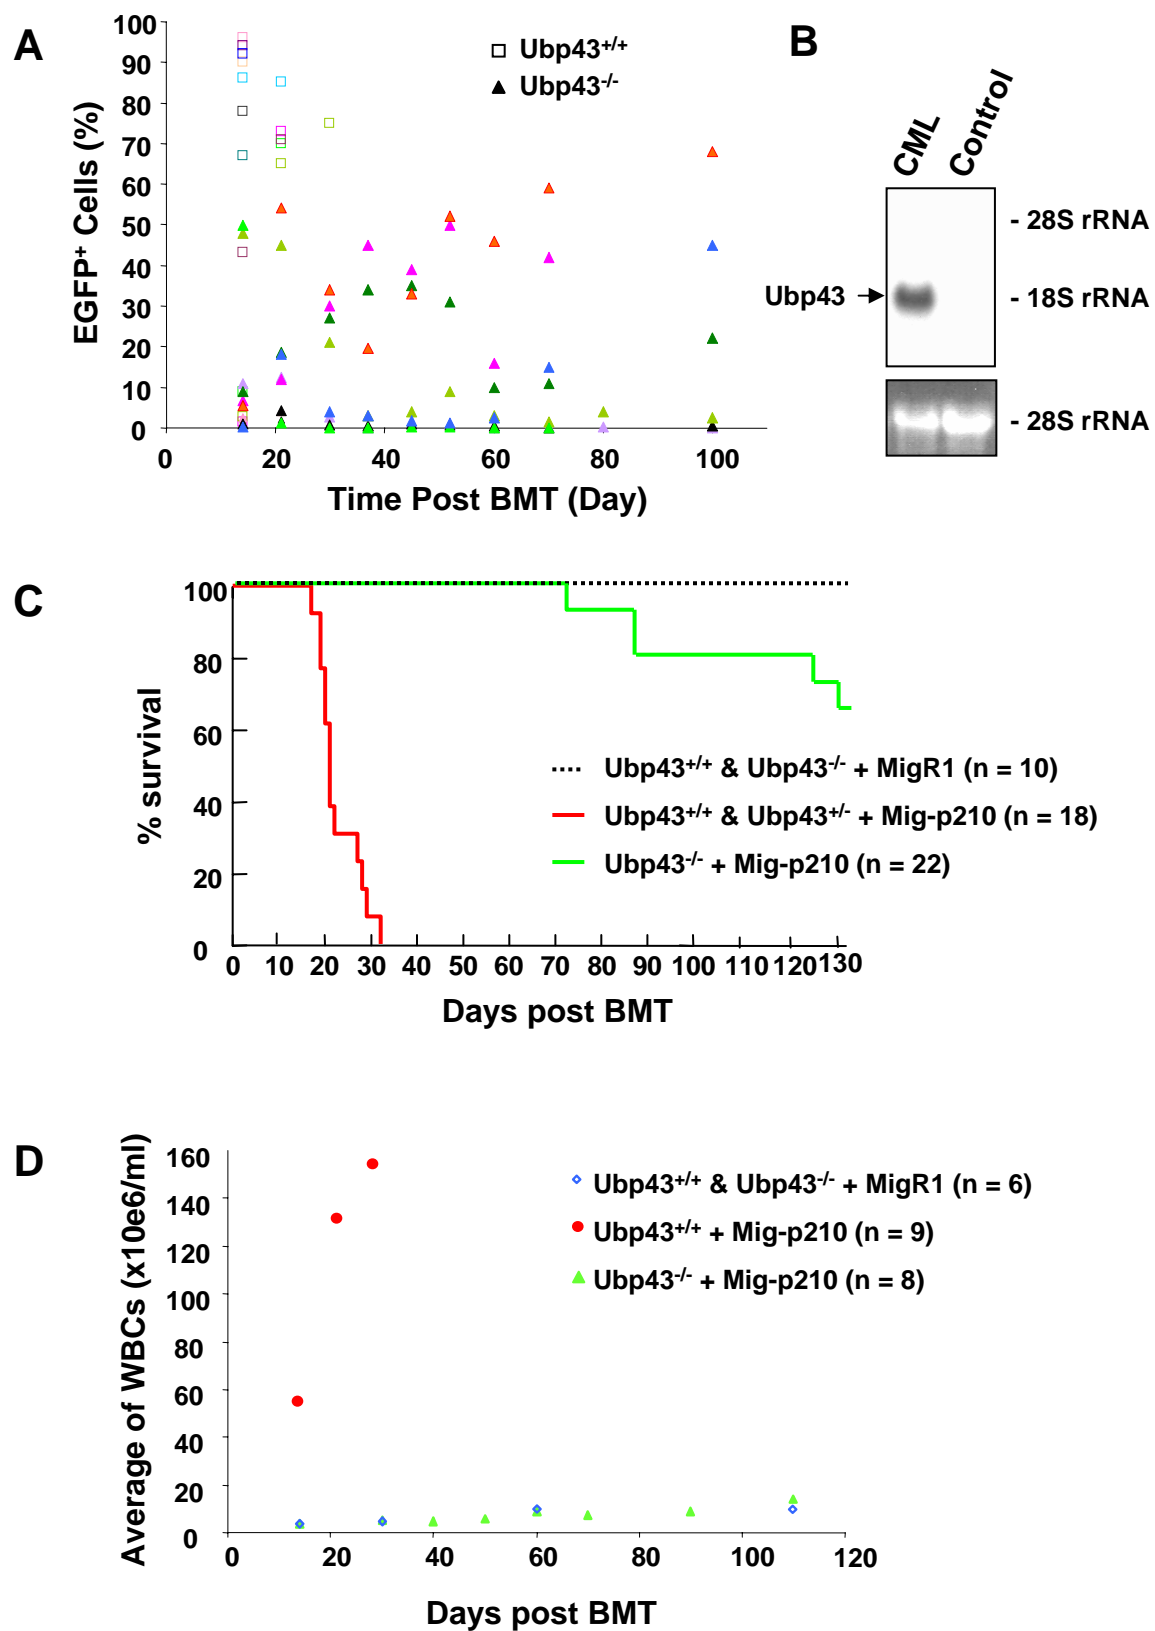 A
100
90
80
70
60
50
40
30
20
10
0
EGFP+ Cells (%)
Ubp43+/+
Ubp43-/-
0 20 40 60 80 100
Time Post BMT (Day)
B
CML Control
- 28S rRNA
Ubp43
- 18S rRNA
- 28S rRNA
C
100
80
60
40
20
0
% survival
Ubp43+/+ & Ubp43-/- + MigR1 (n = 10)
Ubp43+/+ & Ubp43+/- + Mig-p210 (n = 18)
Ubp43-/- + Mig-p210 (n = 22)
0 10 20 30 40 50 60 70 80 90 100 110 120 130
Days post BMT
D
160
140
120
100
80
60
40
20
0
Average of WBCs (x10e6/ml)
Ubp43+/+ & Ubp43-/- + MigR1 (n = 6)
Ubp43+/+ + Mig-p210 (n = 9)
Ubp43-/- + Mig-p210 (n = 8)
0 20 40 60 80 100 120
Days post BMT